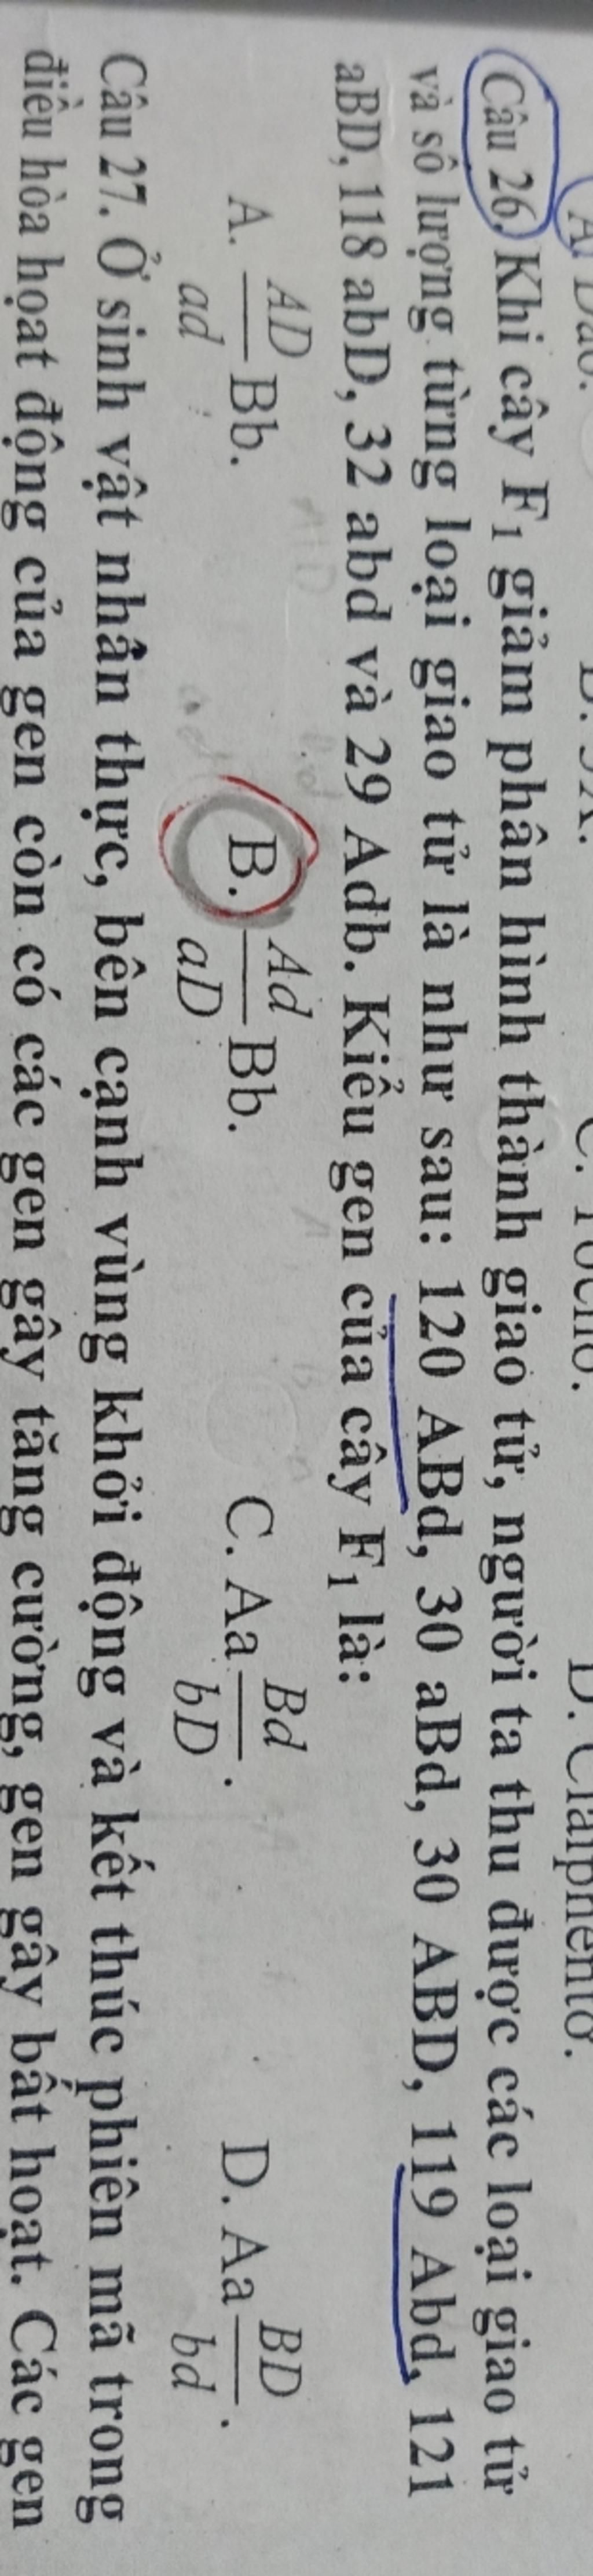 Câu 26. Khi cây F₁ giảm phân hình thành giao tử, người ta thu được các loại giao tử
và số lượng từng loại giao tử là như sau: 120 ABd, 30 aBd, 30 ABD, 119 Abd, 121
aBD, 118 abD, 32 abd và 29 Adb. Kiểu gen của cây F₁ là:
A. AD/ad Bb. B. Ad/aD Bb. C. Aa Bd/bD. D. Aa BD/bd.
Câu 27. Ở sinh vật nhân thực, bên cạnh vùng khởi động và kết thúc phiên mã trong
điều hòa hoạt động của gen còn có các gen gây tăng cường, gen gây bất hoạt. Các gen